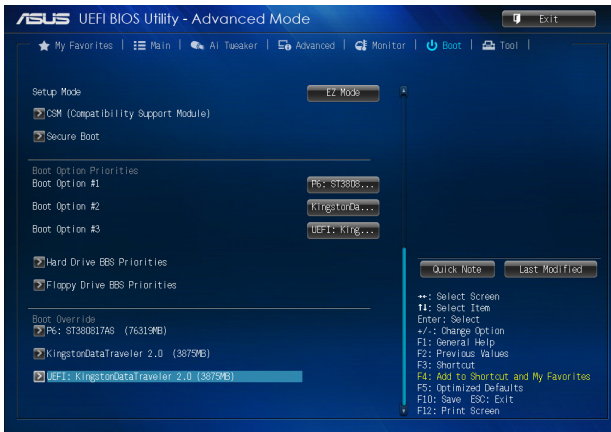 ASUS UEFI BIOS Utility - Advanced Mode
Exit
My Favorites | Main | Ai Tweaker | Advanced | Monitor | Boot | Tool |
Setup Mode
EZ Mode
CSM (Compatibility Support Module)
Secure Boot
Boot Option Priorities
Boot Option #1
P6: ST3808...
Boot Option #2
KingstonDa...
Boot Option #3
UEFI: King...
Hard Drive BBS Priorities
Floppy Drive BBS Priorities
Boot Override
P6: ST380817AS (76319MB)
KingstonDataTraveler 2.0 (3875MB)
UEFI: KingstonDataTraveler 2.0 (3875MB)
Quick Note
Last Modified
→←: Select Screen
↑↓: Select Item
Enter: Select
+/-: Change Option
F1: General Help
F2: Previous Values
F3: Shortcut
F4: Add to Shortcut and My Favorites
F5: Optimized Defaults
F10: Save ESC: Exit
F12: Print Screen